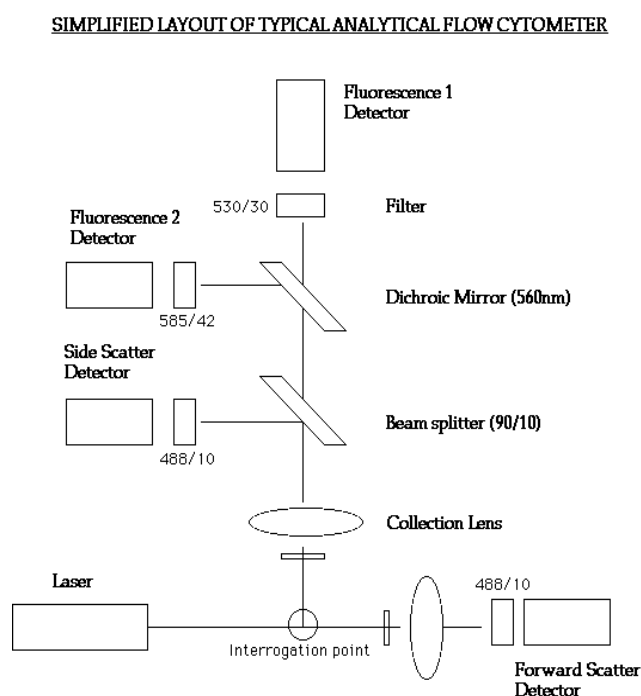 SIMPLIFIED LAYOUT OF TYPICAL ANALYTICAL FLOW CYTOMETER
Fluorescence 1
Detector
530/30
Filter
Fluorescence 2
Detector
585/42
Dichroic Mirror (560nm)
Side Scatter
Detector
488/10
Beam splitter (90/10)
Collection Lens
Laser
488/10
Interrogation point
Forward Scatter
Detector